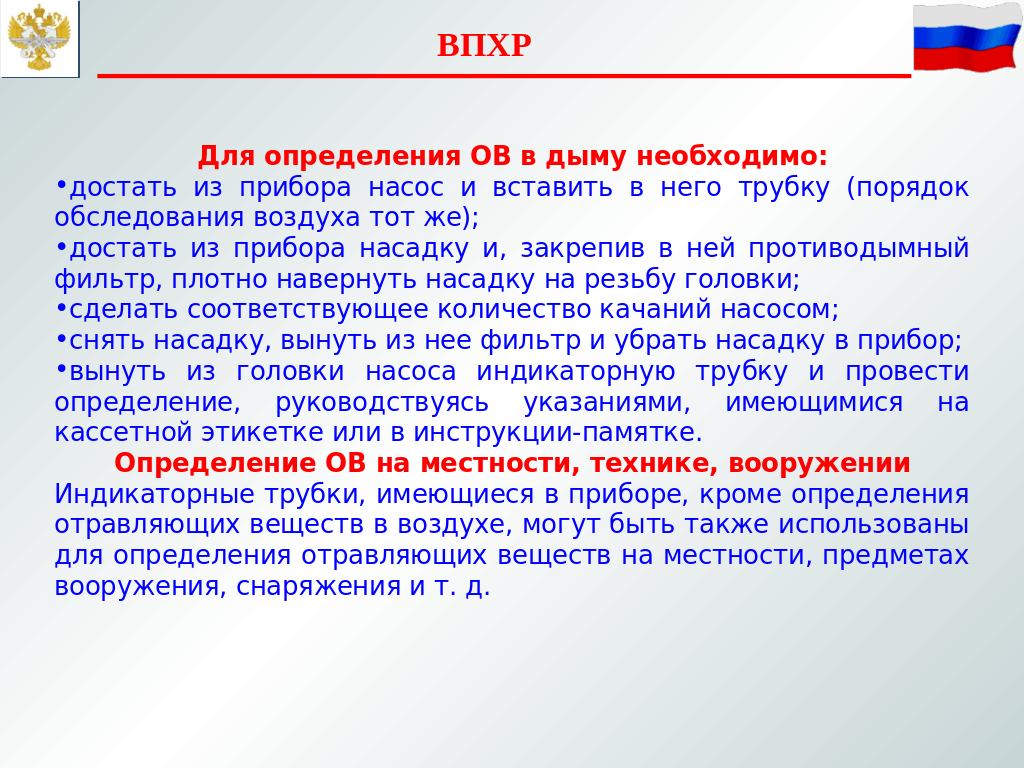 ВПХР
Для определения ОВ в дыму необходимо:
•достать из прибора насос и вставить в него трубку (порядок
обследования воздуха тот же);
•достать из прибора насадку и, закрепив в ней противодымный
фильтр, плотно навернуть насадку на резьбу головки;
•сделать соответствующее количество качаний насосом;
•снять насадку, вынуть из нее фильтр и убрать насадку в прибор;
•вынуть из головки насоса индикаторную трубку и провести
определение, руководствуясь указаниями, имеющимися на
кассетной этикетке или в инструкции-памятке.
Определение ОВ на местности, технике, вооружении
Индикаторные трубки, имеющиеся в приборе, кроме определения
отравляющих веществ в воздухе, могут быть также использованы
для определения отравляющих веществ на местности, предметах
вооружения, снаряжения и т. д.